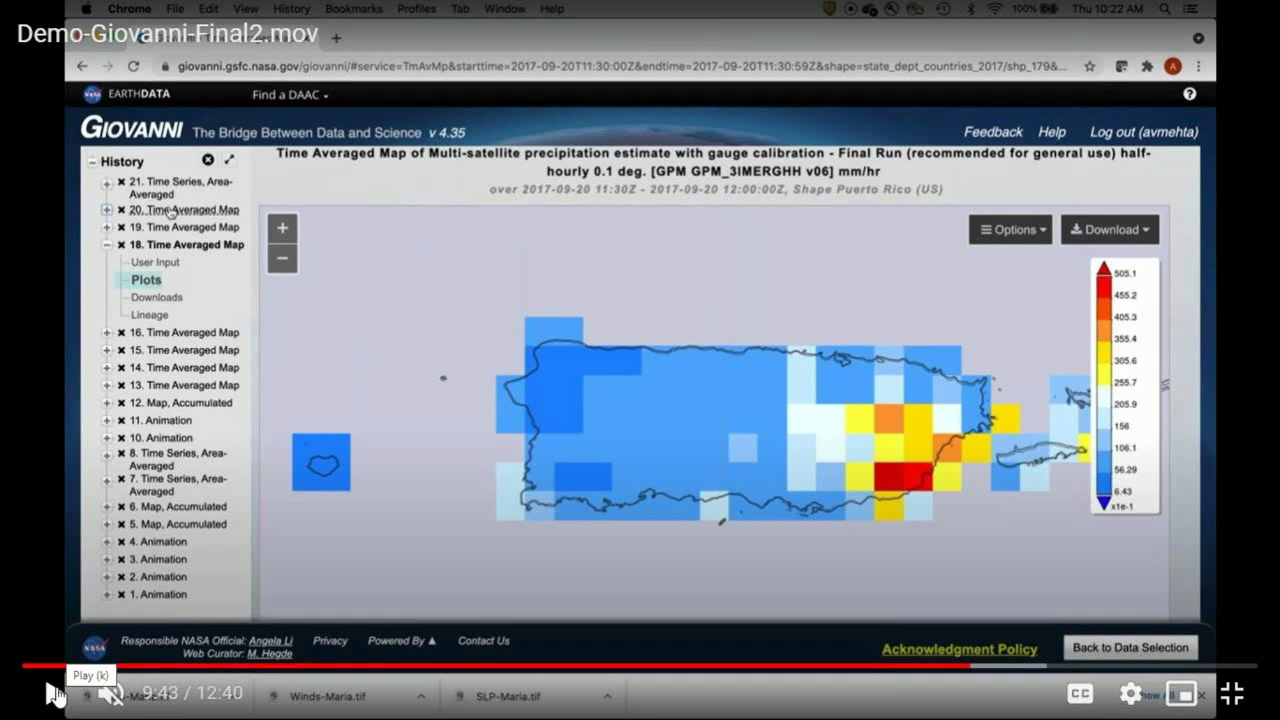 Chrome File Edit View History Bookmarks Profiles Tab Window Help 100% Thu 10:22 AM
Demo-Giovanni-Final2.mov
giovanni.gsfc.nasa.gov/giovanni/#service=TmAvMp&starttime=2017-09-20T11:30:00Z&endtime=2017-09-20T11:30:59Z&shape=state_dept_countries_2017/shp_179&... A
NASA EARTHDATA Find a DAAC
GIOVANNI The Bridge Between Data and Science v 4.35 Feedback Help Log out (avmehta)
History
21. Time Series, Area-
Averaged
20. Time Averaged Map
19. Time Averaged Map
18. Time Averaged Map
User Input
Plots
Downloads
Lineage
16. Time Averaged Map
15. Time Averaged Map
14. Time Averaged Map
13. Time Averaged Map
12. Map, Accumulated
11. Animation
10. Animation
8. Time Series, Area-
Averaged
7. Time Series, Area-
Averaged
6. Map, Accumulated
5. Map, Accumulated
4. Animation
3. Animation
2. Animation
1. Animation
Time Averaged Map of Multi-satellite precipitation estimate with gauge calibration - Final Run (recommended for general use) half-
hourly 0.1 deg. [GPM GPM_3IMERGHH v06] mm/hr
over 2017-09-20 11:30Z - 2017-09-20 12:00:00Z, Shape Puerto Rico (US)
+
−
Options Download
505.1
455.2
405.3
355.4
305.6
255.7
205.9
156
106.1
56.29
6.43
x1e-1
NASA Responsible NASA Official: Angela Li Privacy Powered By Contact Us
Web Curator: M. Hegde
Acknowledgment Policy Back to Data Selection
Play (k)
9:43 / 12:40 Winds-Maria.tif SLP-Maria.tif CC